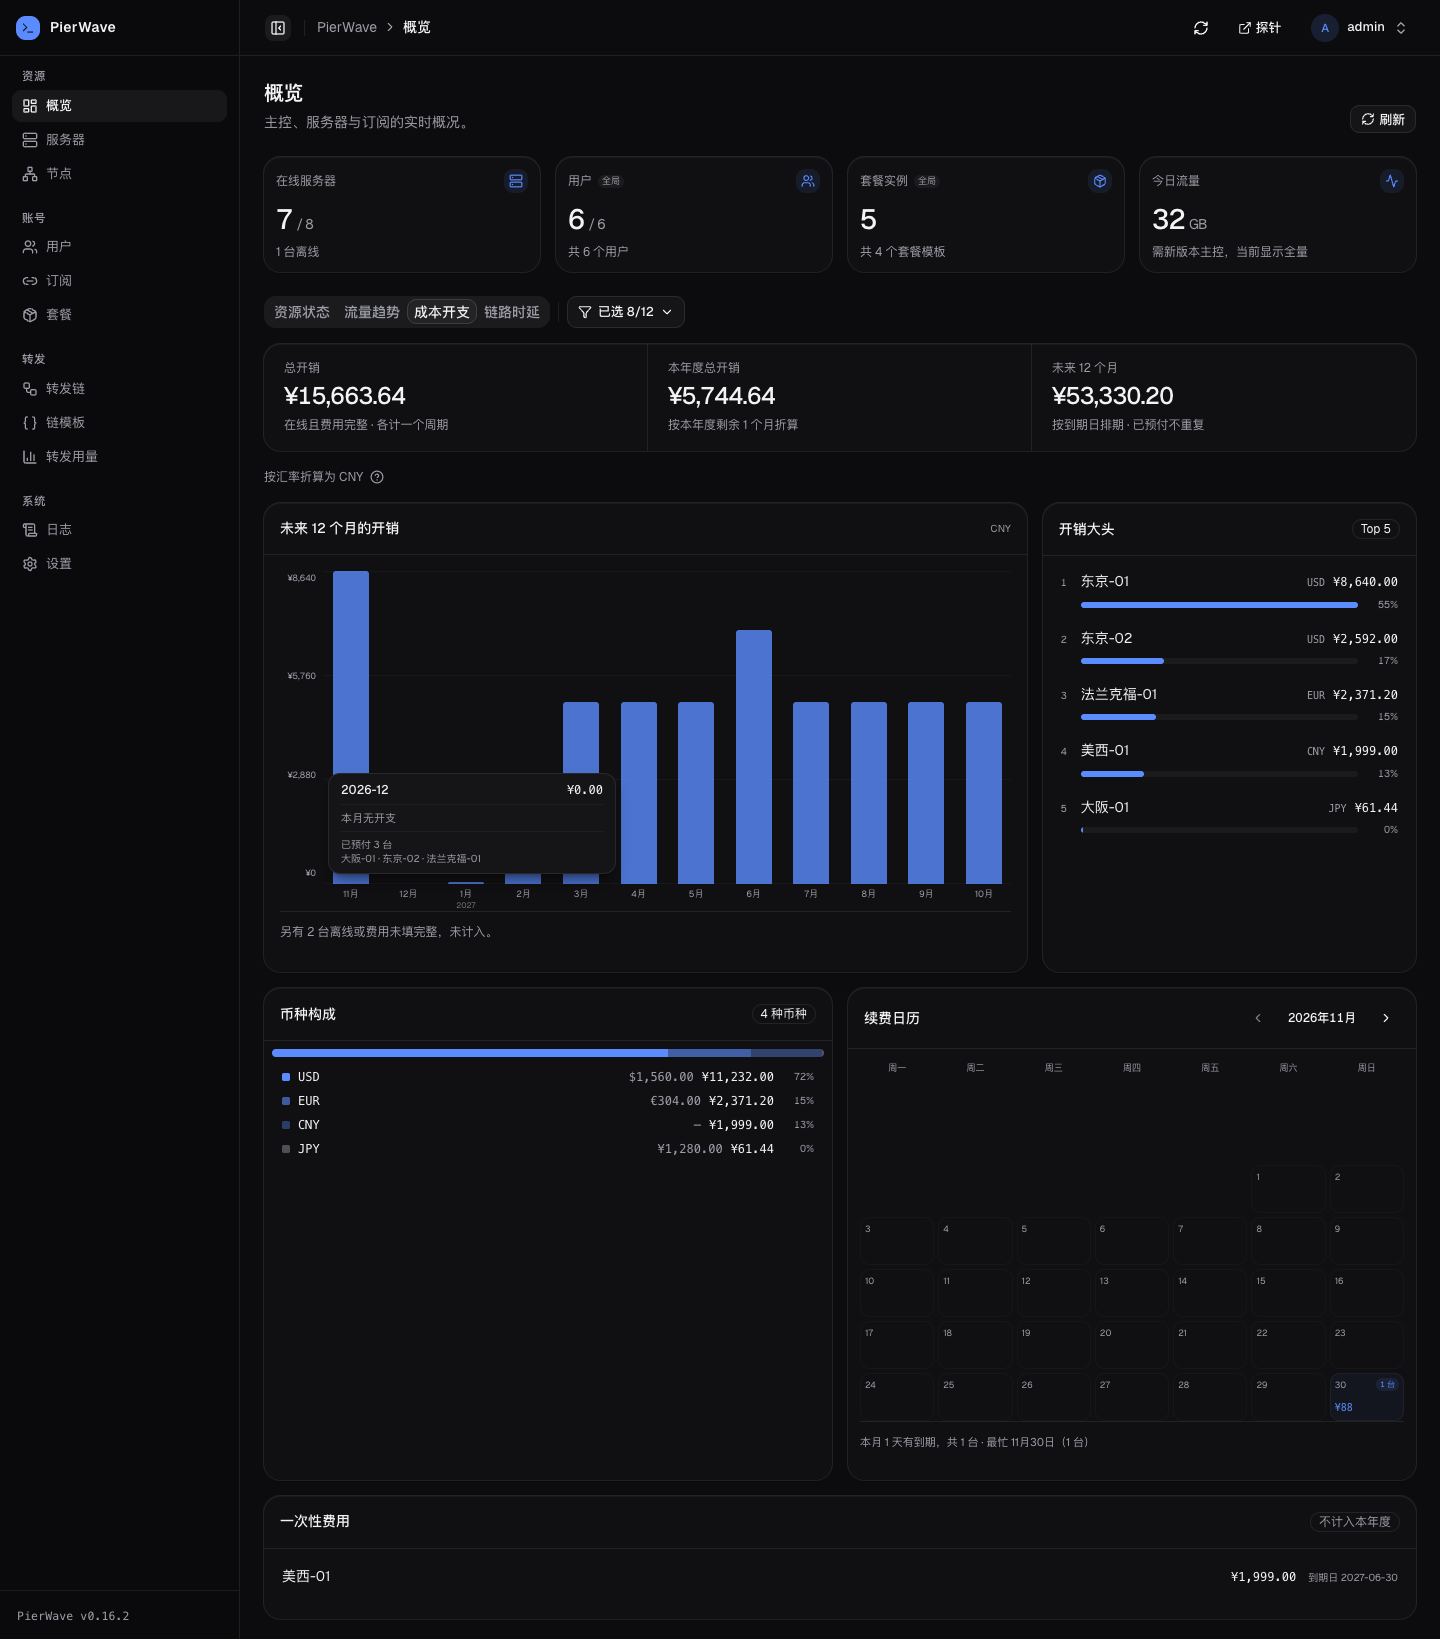 PierWave
PierWave > 概览
探针
A admin
资源
概览
服务器
节点
账号
用户
订阅
套餐
转发
转发链
链模板
转发用量
系统
日志
设置
PierWave v0.16.2
概览
主控、服务器与订阅的实时概况。
刷新
在线服务器
7 / 8
1 台离线
用户 全局
6 / 6
共 6 个用户
套餐实例 全局
5
共 4 个套餐模板
今日流量
32 GB
需新版本主控，当前显示全量
资源状态 流量趋势 成本开支 链路时延 已选 8/12
总开销
¥15,663.64
在线且费用完整 · 各计一个周期
本年度总开销
¥5,744.64
按本年度剩余 1 个月折算
未来 12 个月
¥53,330.20
按到期日排期 · 已预付不重复
按汇率折算为 CNY
未来 12 个月的开销 CNY
¥8,640
¥5,760
¥2,880
¥0
2026-12 ¥0.00
本月无开支
已预付 3 台
大阪-01 · 东京-02 · 法兰克福-01
11月 12月 1月 2月 3月 4月 5月 6月 7月 8月 9月 10月
2027
另有 2 台离线或费用未填完整，未计入。
开销大头 Top 5
1 东京-01 USD ¥8,640.00
55%
2 东京-02 USD ¥2,592.00
17%
3 法兰克福-01 EUR ¥2,371.20
15%
4 美西-01 CNY ¥1,999.00
13%
5 大阪-01 JPY ¥61.44
0%
币种构成 4 种币种
USD $1,560.00 ¥11,232.00 72%
EUR €304.00 ¥2,371.20 15%
CNY — ¥1,999.00 13%
JPY ¥1,280.00 ¥61.44 0%
续费日历 2026年11月
周一 周二 周三 周四 周五 周六 周日
1 2
3 4 5 6 7 8 9
10 11 12 13 14 15 16
17 18 19 20 21 22 23
24 25 26 27 28 29 30 1 台
¥88
本月 1 天有到期，共 1 台 · 最忙 11月30日（1 台）
一次性费用 不计入本年度
美西-01 ¥1,999.00 到期日 2027-06-30